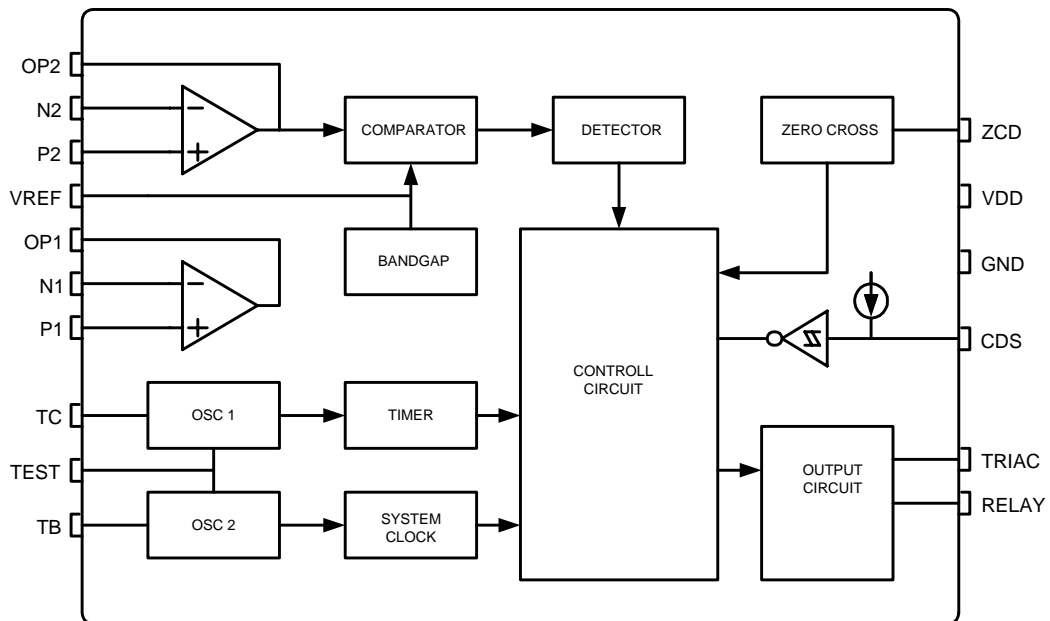 OP2
N2
P2
VREF
OP1
N1
P1
TC
TEST
TB
COMPARATOR
DETECTOR
ZERO CROSS
BANDGAP
CONTROLL
CIRCUIT
OSC 1
TIMER
OSC 2
SYSTEM
CLOCK
OUTPUT
CIRCUIT
ZCD
VDD
GND
CDS
TRIAC
RELAY